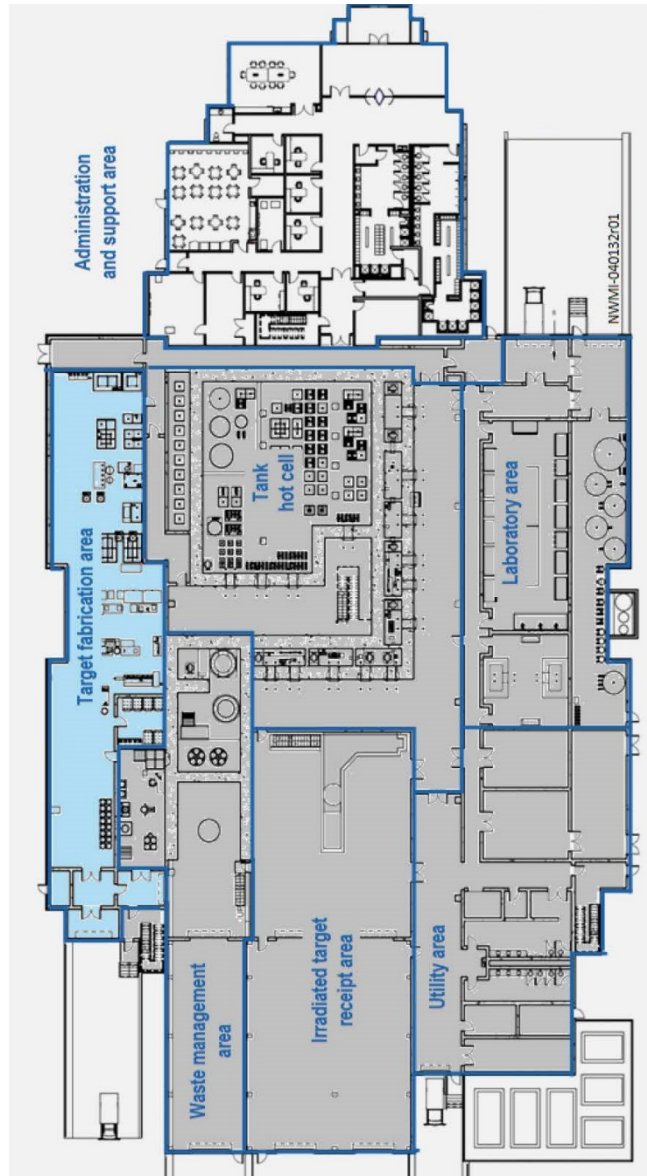 Administration
and support area
NWMI-040132r01
Target fabrication area
Tank
hot cell
Laboratory area
Waste management
area
Irradiated target
receipt area
Utility area